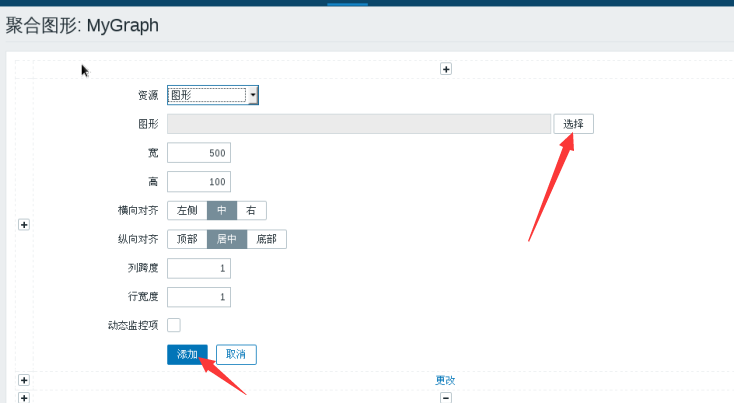 聚合图形: MyGraph
资源 图形
图形 选择
宽 500
高 100
横向对齐 左侧 中 右
纵向对齐 顶部 居中 底部
列跨度 1
行宽度 1
动态监控项
添加 取消
更改